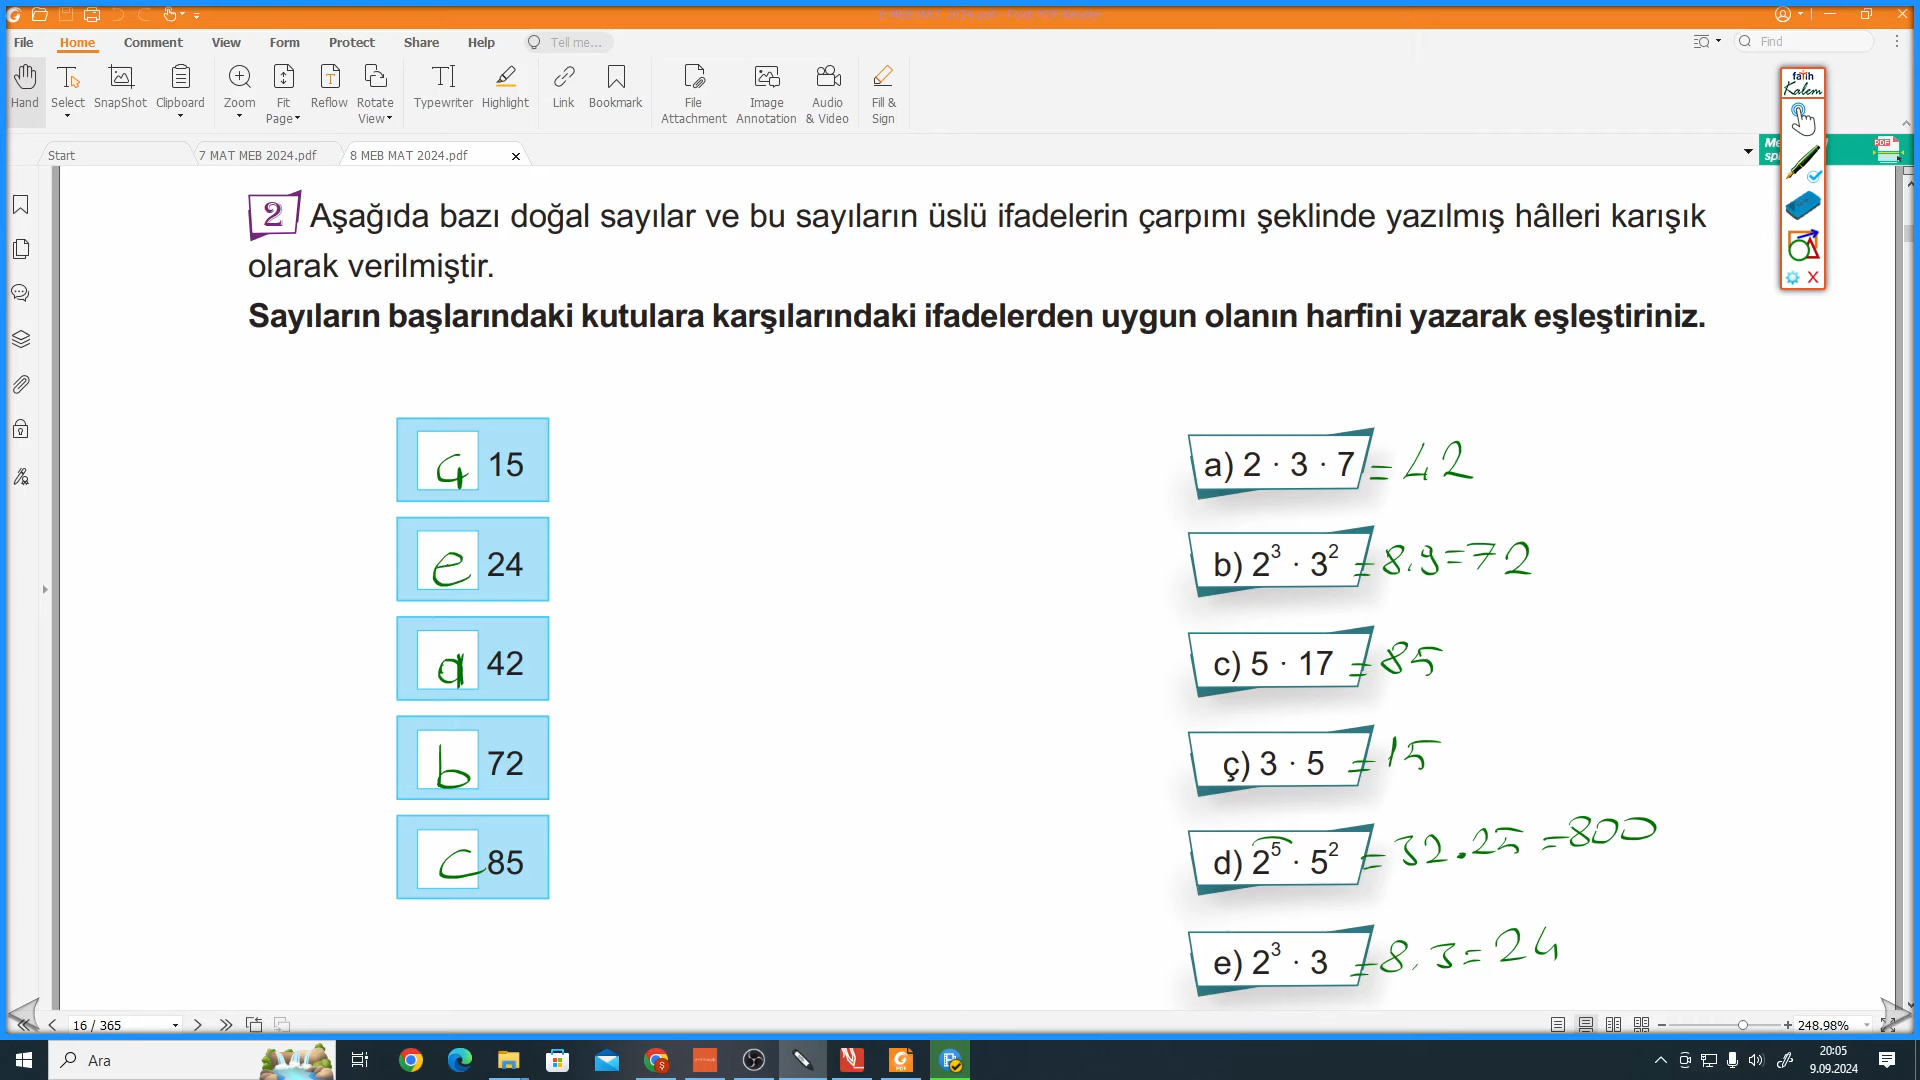 File Home Comment View Form Protect Share Help Tell me... Find
Hand Select SnapShot Clipboard Zoom Fit Page Reflow Rotate View Typewriter Highlight Link Bookmark File Attachment Image Annotation Audio & Video Fill & Sign
fatih Kalem
Start 7 MAT MEB 2024.pdf 8 MEB MAT 2024.pdf
2 Aşağıda bazı doğal sayılar ve bu sayıların üslü ifadelerin çarpımı şeklinde yazılmış hâlleri karışık
olarak verilmiştir.
Sayıların başlarındaki kutulara karşılarındaki ifadelerden uygun olanın harfini yazarak eşleştiriniz.
ç 15
a) 2 · 3 · 7 = 42
e 24
b) 2³ · 3² = 8.9=72
a 42
c) 5 · 17 = 85
b 72
ç) 3 · 5 = 15
c 85
d) 2⁵ · 5² = 32.25 =800
e) 2³ · 3 = 8.3=24
16 / 365 248.98%
Ara 20:05
9.09.2024